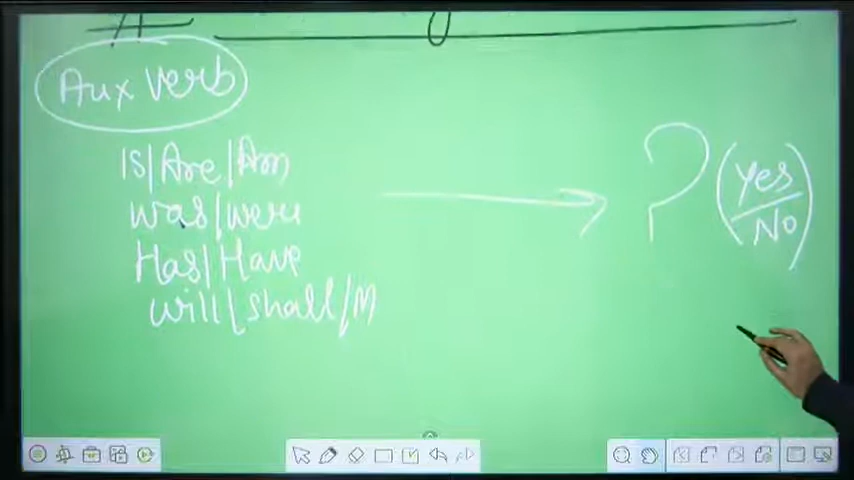 Aux verb
Is/Are/Am
was/were
Has/Have
will/shall/M
? (Yes/No)